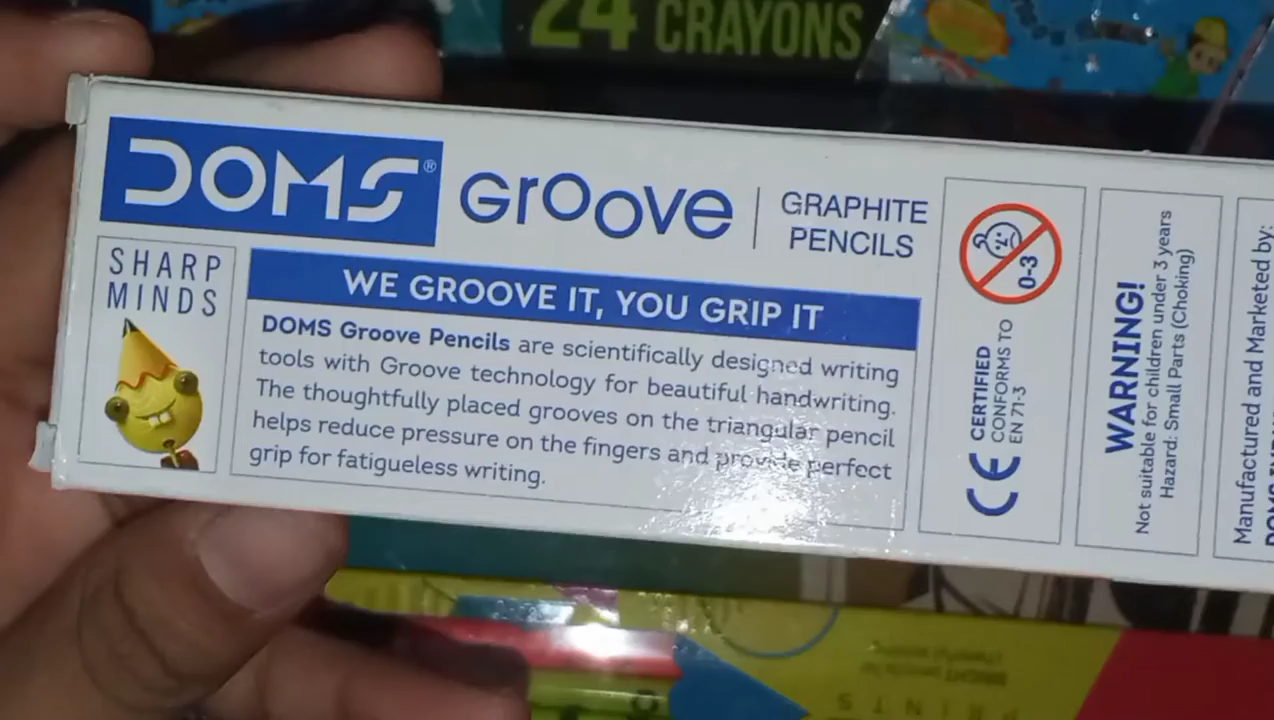 24 CRAYONS
DOMS®
Groove
GRAPHITE
PENCILS
SHARP
MINDS
WE GROOVE IT, YOU GRIP IT
DOMS Groove Pencils are scientifically designed writing
tools with Groove technology for beautiful handwriting.
The thoughtfully placed grooves on the triangular pencil
helps reduce pressure on the fingers and provide perfect
grip for fatigueless writing.
0-3
CE CERTIFIED
CONFORMS TO
EN 71-3
WARNING!
Not suitable for children under 3 years
Hazard: Small Parts (Choking)
Manufactured and Marketed by:
DOMS